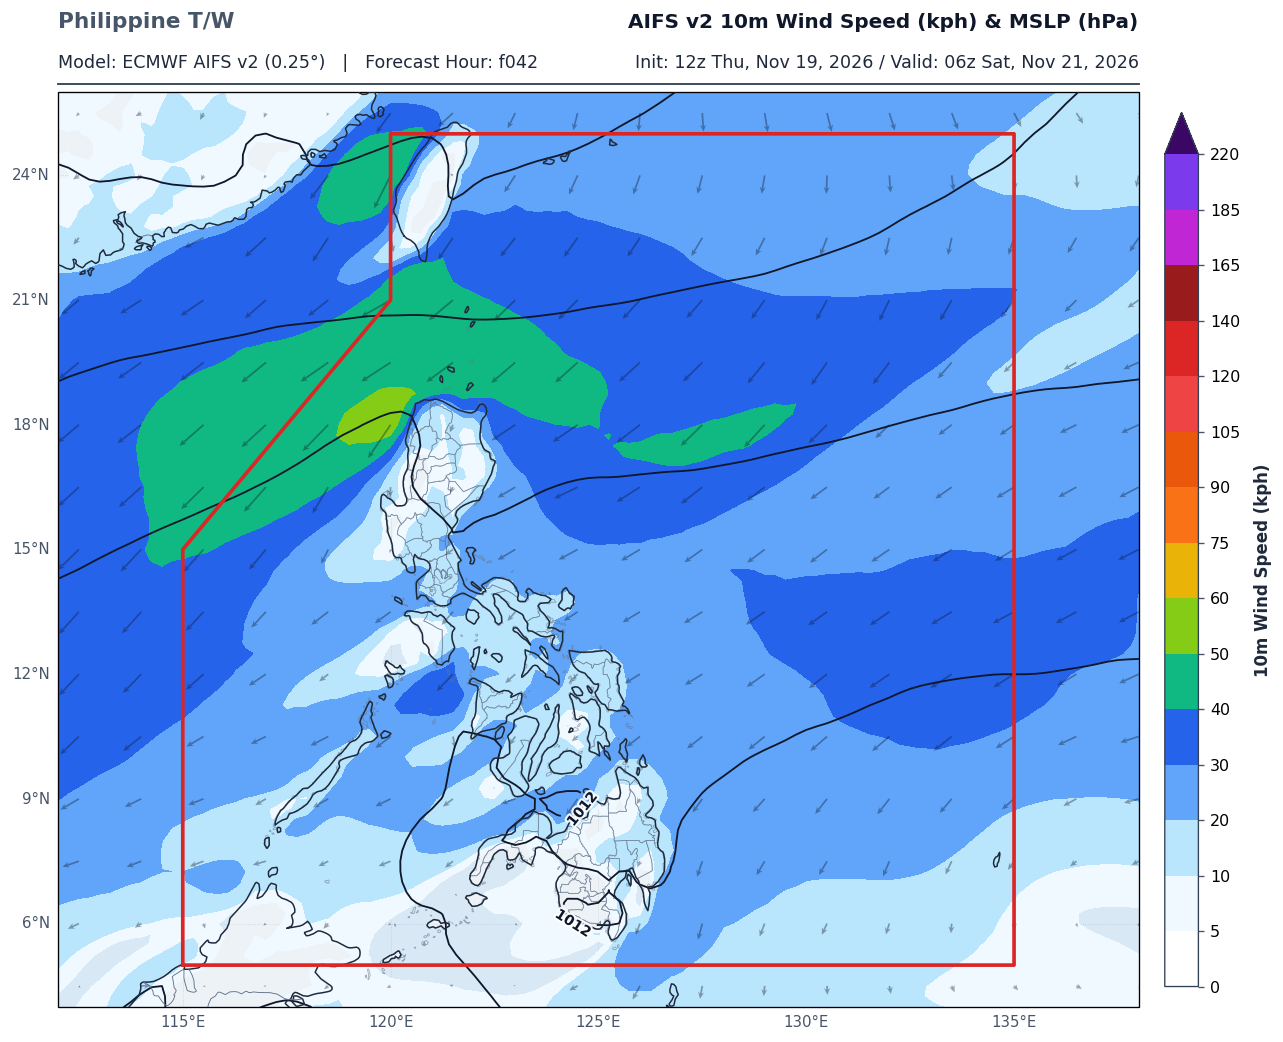 Philippine T/W
AIFS v2 10m Wind Speed (kph) & MSLP (hPa)
Model: ECMWF AIFS v2 (0.25°)   |   Forecast Hour: f042
Init: 12z Thu, Nov 19, 2026 / Valid: 06z Sat, Nov 21, 2026
24°N
21°N
18°N
15°N
12°N
9°N
6°N
1012
1012
115°E
120°E
125°E
130°E
135°E
220
185
165
140
120
105
90
75
60
50
40
30
20
10
5
0
10m Wind Speed (kph)